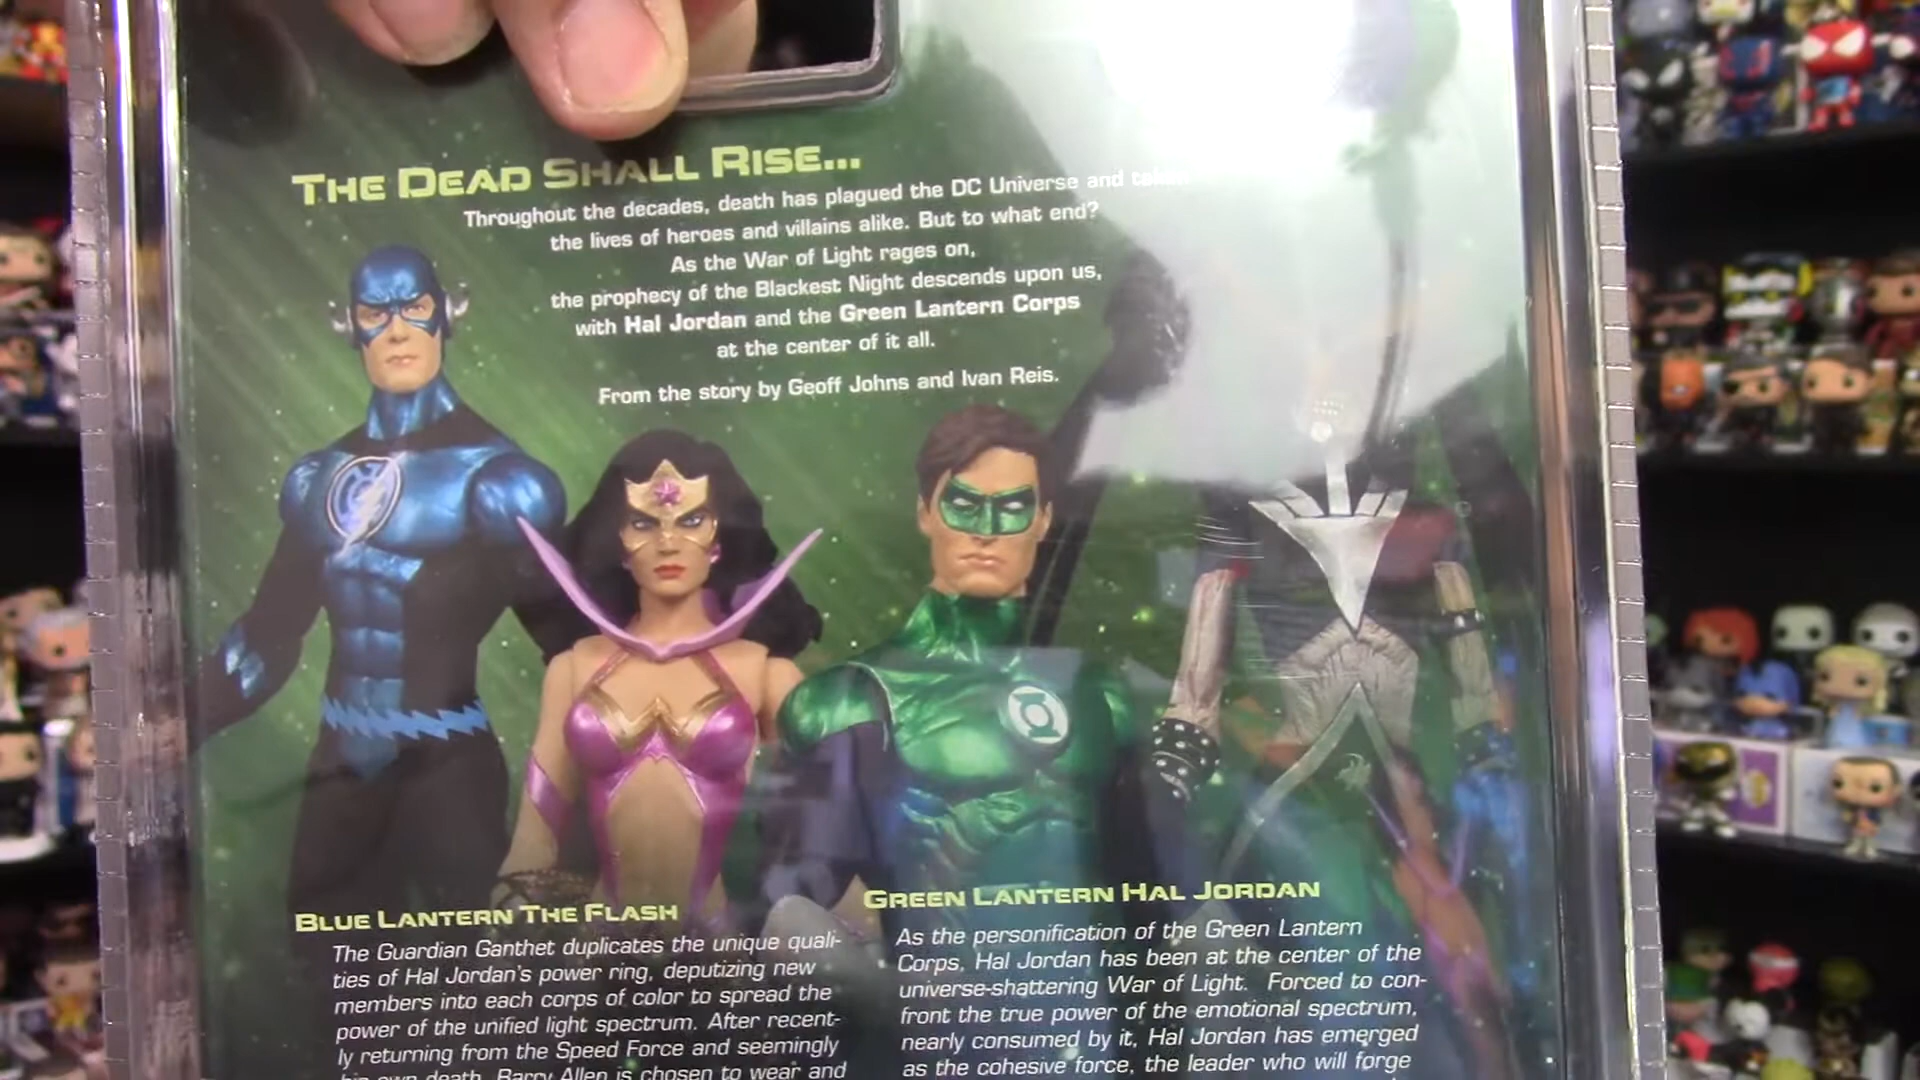 THE DEAD SHALL RISE...
Throughout the decades, death has plagued the DC Universe and taken
the lives of heroes and villains alike. But to what end?
As the War of Light rages on,
the prophecy of the Blackest Night descends upon us,
with Hal Jordan and the Green Lantern Corps
at the center of it all.
From the story by Geoff Johns and Ivan Reis.
BLUE LANTERN THE FLASH
The Guardian Ganthet duplicates the unique quali-
ties of Hal Jordan's power ring, deputizing new
members into each corps of color to spread the
power of the unified light spectrum. After recent-
ly returning from the Speed Force and seemingly
his own death, Barry Allen is chosen to wear and
GREEN LANTERN HAL JORDAN
As the personification of the Green Lantern
Corps, Hal Jordan has been at the center of the
universe-shattering War of Light. Forced to con-
front the true power of the emotional spectrum,
nearly consumed by it, Hal Jordan has emerged
as the cohesive force, the leader who will forge